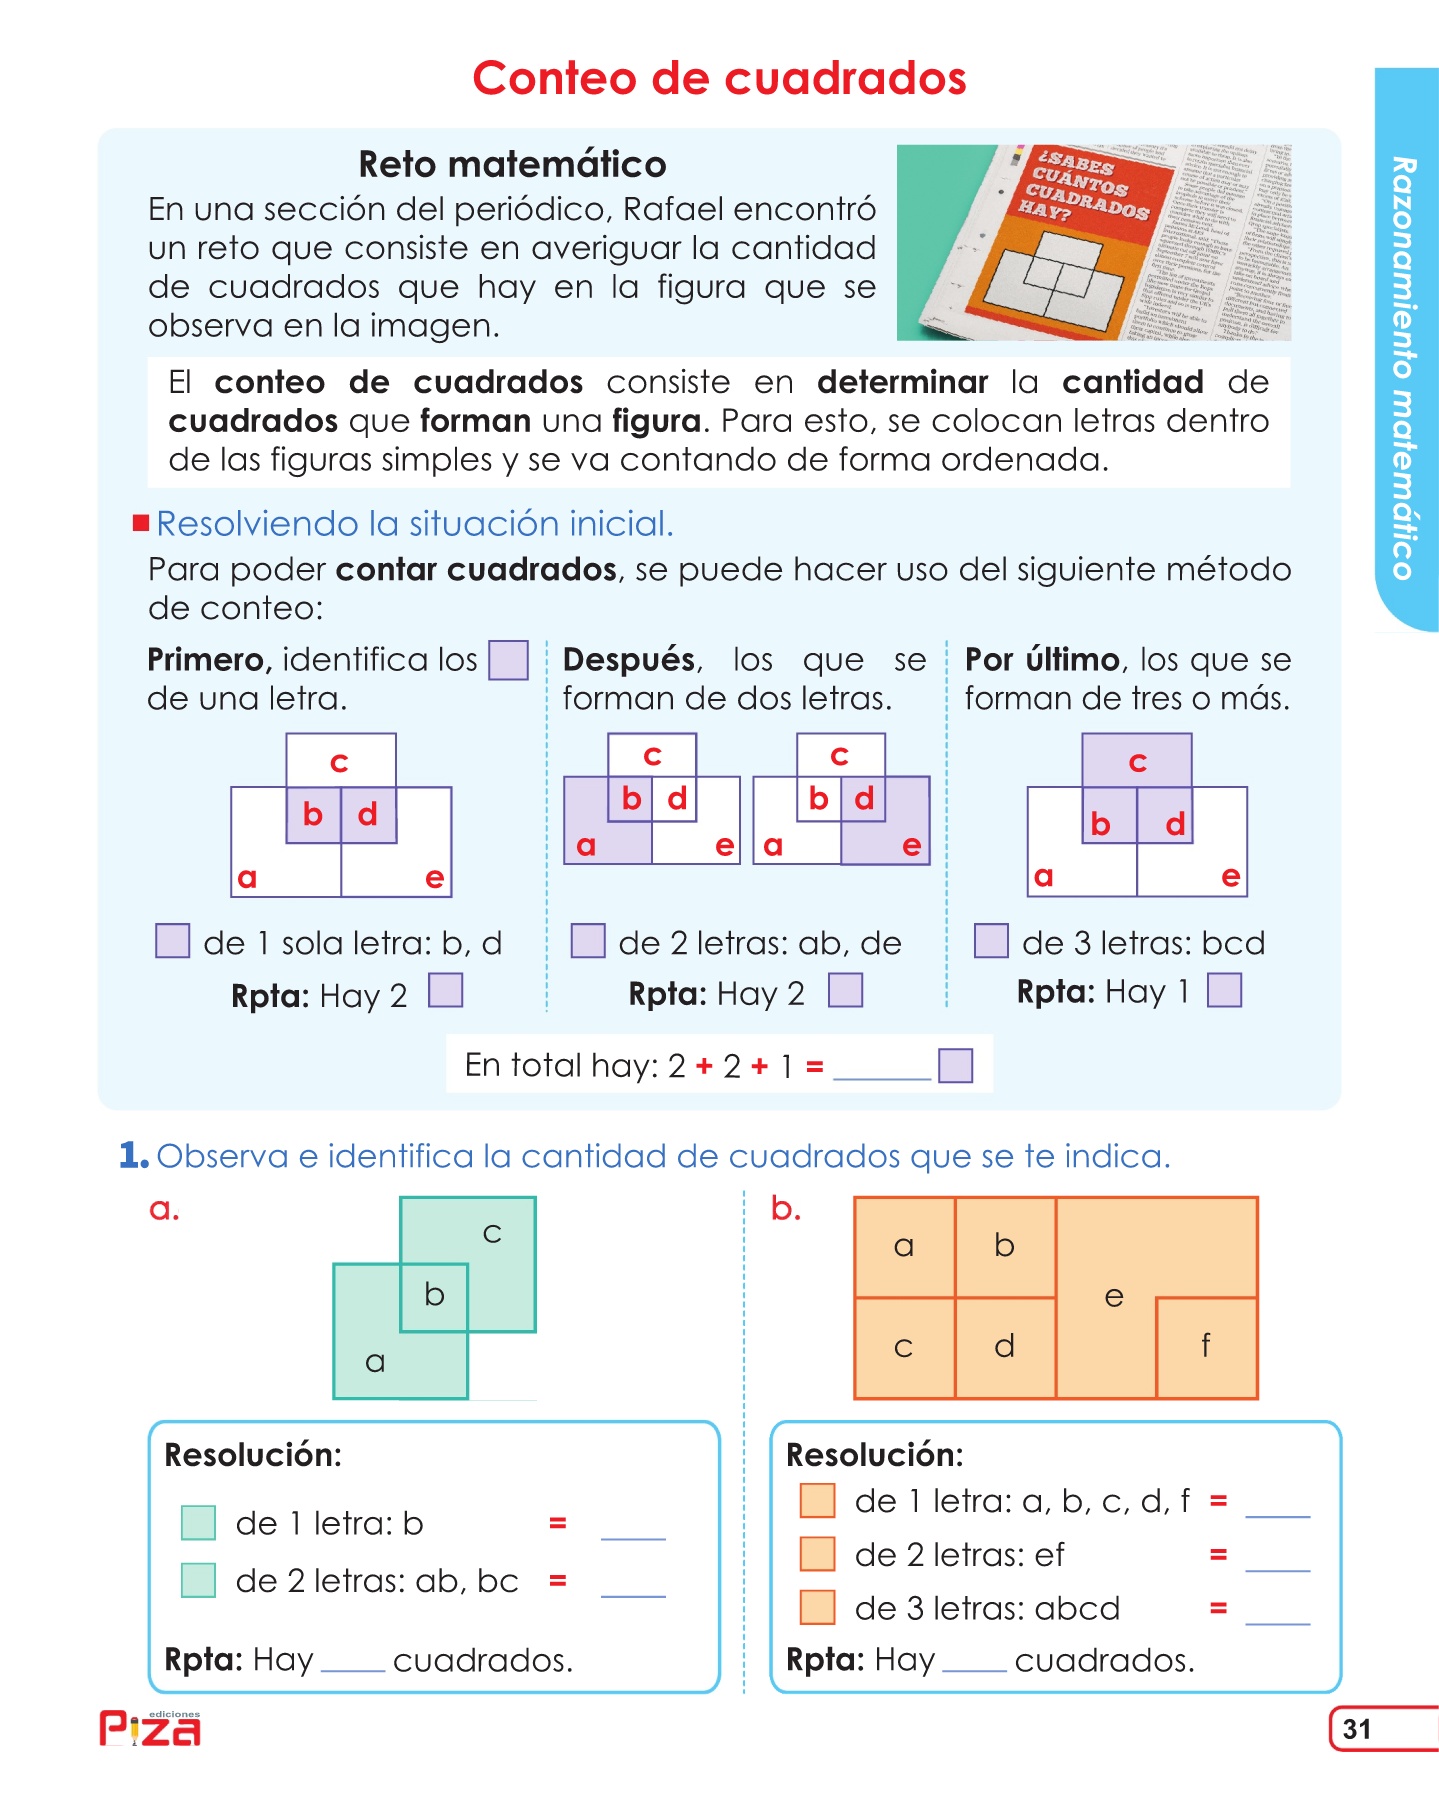 Conteo de cuadrados
Razonamiento matemático
Reto matemático
En una sección del periódico, Rafael encontró
un reto que consiste en averiguar la cantidad
de cuadrados que hay en la figura que se
observa en la imagen.
¿SABES
CUÁNTOS
CUADRADOS
HAY?
El conteo de cuadrados consiste en determinar la cantidad de
cuadrados que forman una figura. Para esto, se colocan letras dentro
de las figuras simples y se va contando de forma ordenada.
Resolviendo la situación inicial.
Para poder contar cuadrados, se puede hacer uso del siguiente método
de conteo:
Primero, identifica los
de una letra.
c
b d
a e
de 1 sola letra: b, d
Rpta: Hay 2
Después, los que se
forman de dos letras.
c
b d
a e
c
b d
a e
de 2 letras: ab, de
Rpta: Hay 2
Por último, los que se
forman de tres o más.
c
b d
a e
de 3 letras: bcd
Rpta: Hay 1
En total hay: 2 + 2 + 1 = ______
1. Observa e identifica la cantidad de cuadrados que se te indica.
a.
c
b
a
Resolución:
de 1 letra: b = ____
de 2 letras: ab, bc = ____
Rpta: Hay ____ cuadrados.
b.
a b
e
c d f
Resolución:
de 1 letra: a, b, c, d, f = ____
de 2 letras: ef = ____
de 3 letras: abcd = ____
Rpta: Hay ____ cuadrados.
ediciones
Piza
31